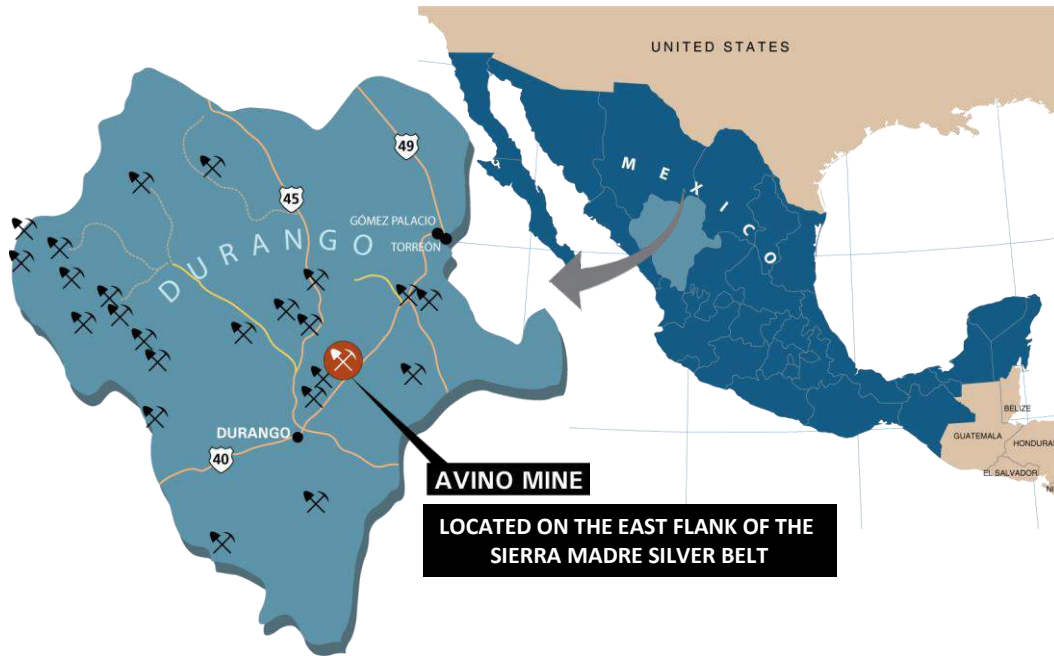 UNITED STATES
MEXICO
49
45
GÓMEZ PALACIO
TORREÓN
DURANGO
DURANGO
40
AVINO MINE
LOCATED ON THE EAST FLANK OF THE
SIERRA MADRE SILVER BELT
BELIZE
GUATEMALA
HONDURAS
EL SALVADOR